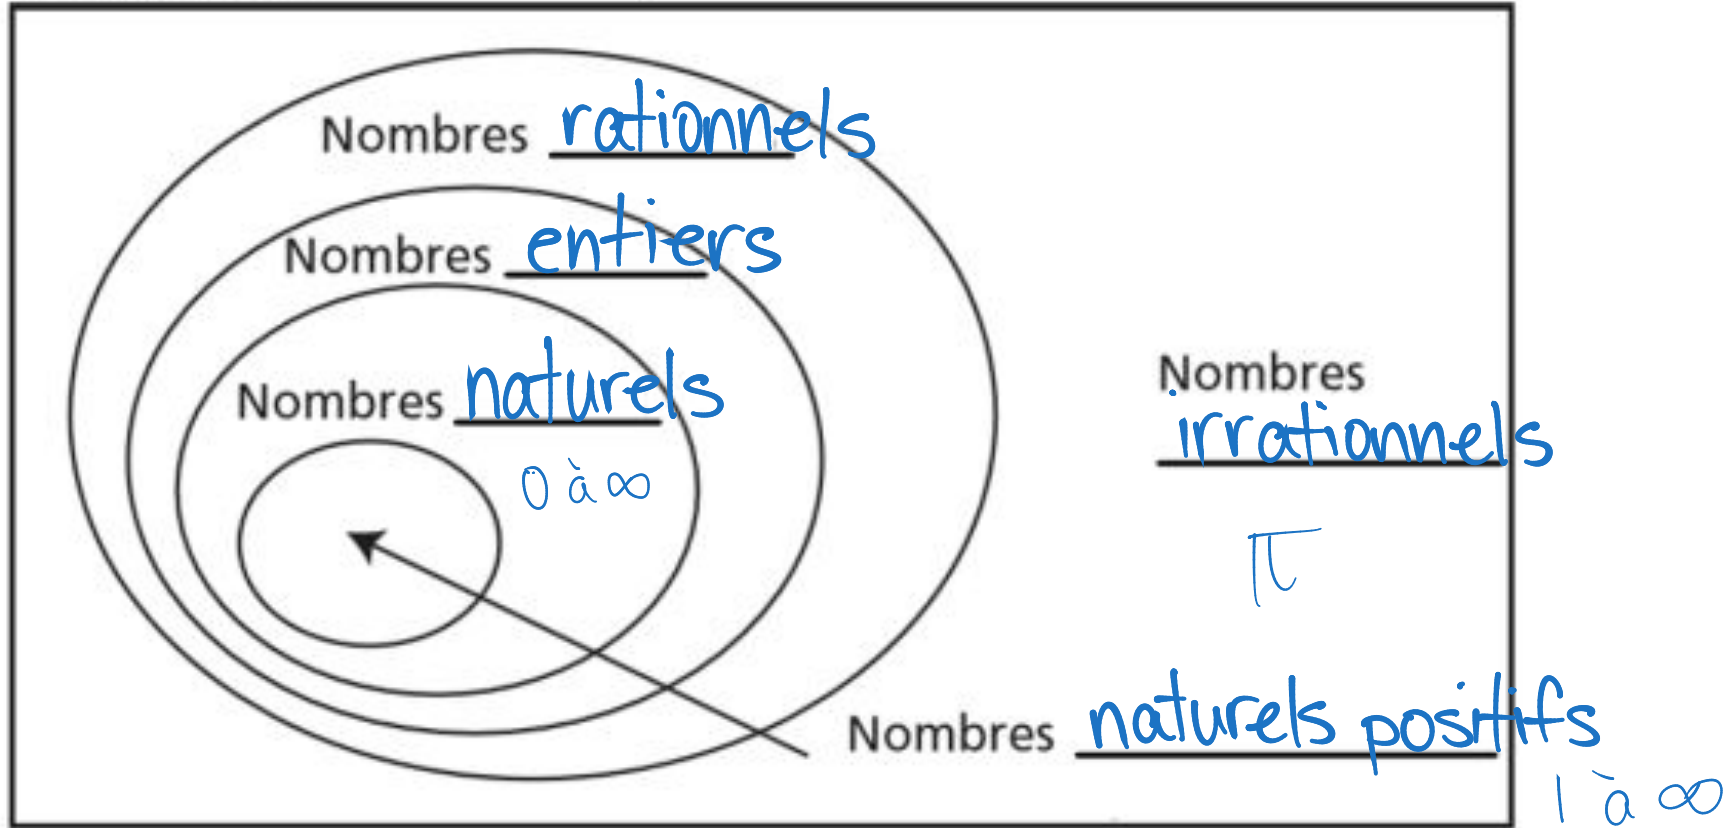 Nombres rationnels
Nombres entiers
Nombres naturels
0 à ∞
Nombres
irrationnels
π
Nombres naturels positifs
1 à ∞